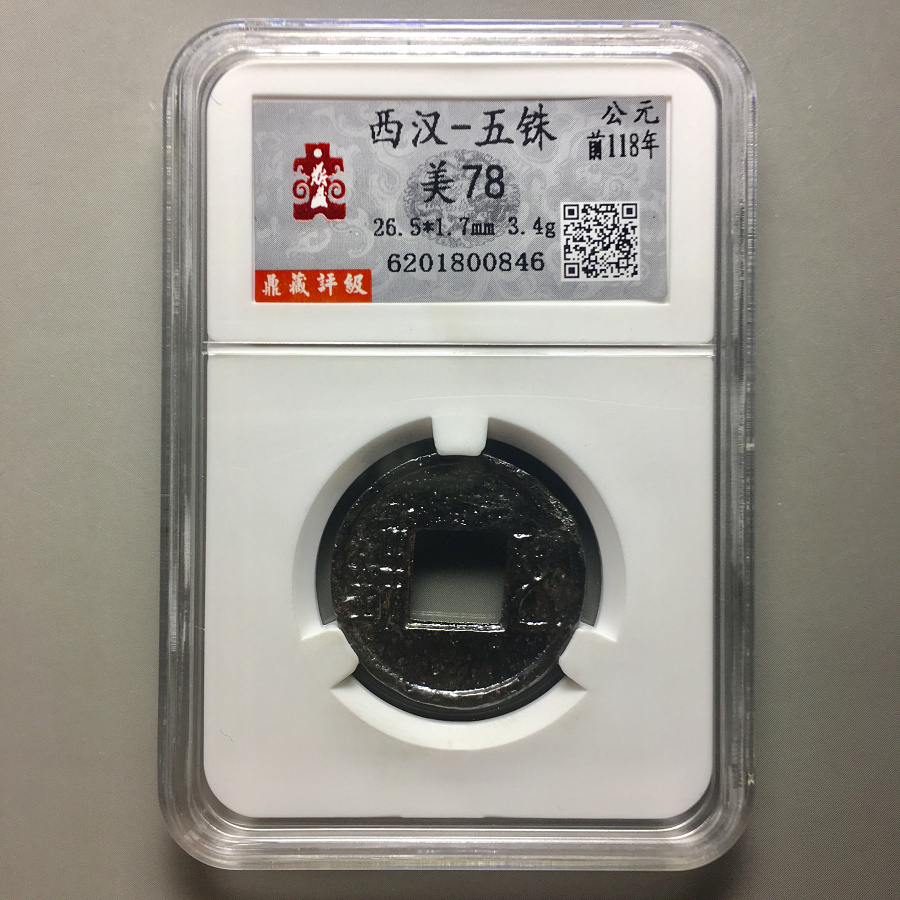 西汉-五铢
公元
前118年
美78
26.5*1.7mm 3.4g
6201800846
鼎藏評級